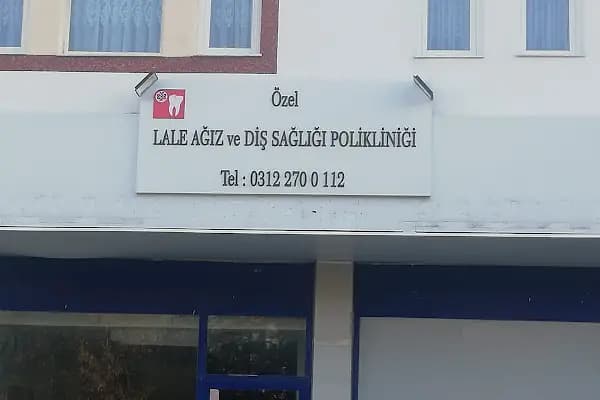 Özel
LALE AĞIZ ve DİŞ SAĞLIĞI POLİKLİNİĞİ
Tel : 0312 270 0 112